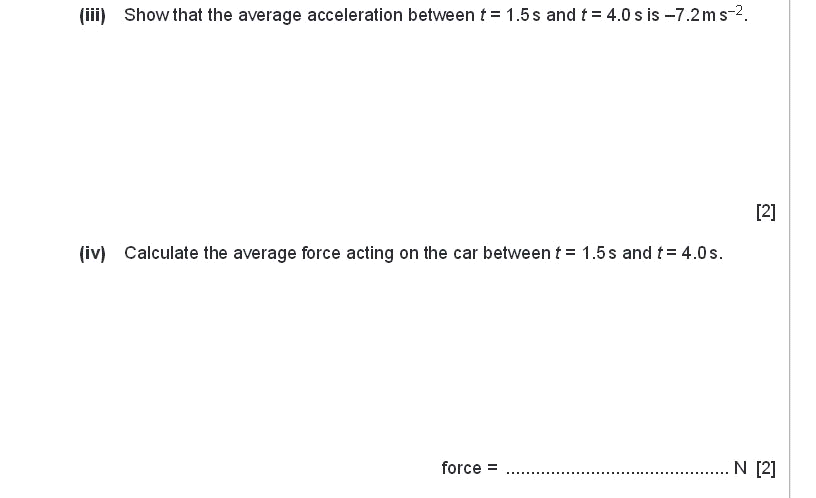 (iii) Show that the average acceleration between t = 1.5 s and t = 4.0 s is –7.2 m s⁻².
[2]
(iv) Calculate the average force acting on the car between t = 1.5 s and t = 4.0 s.
force = ............................................. N [2]